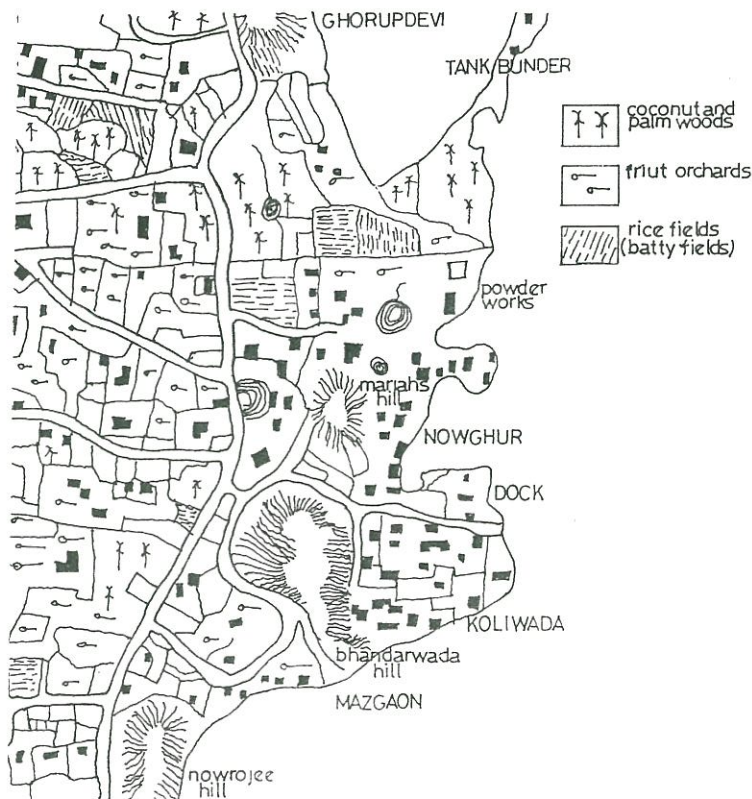 GHORUPDEVI
TANK BUNDER
coconut and
palm woods
friut orchards
rice fields
(batty fields)
powder
works
mariahs
hill
NOWGHUR
DOCK
KOLIWADA
bhandarwada
hill
MAZGAON
nowrojee
hill